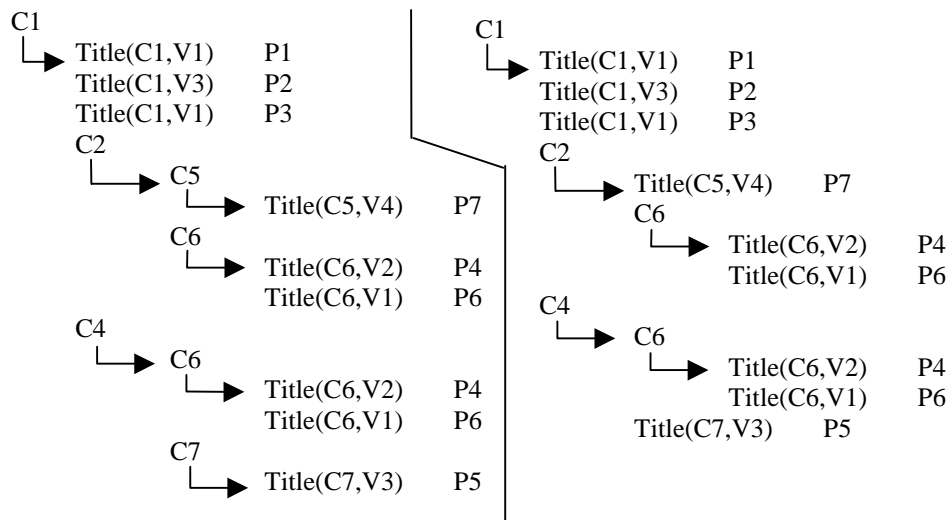 C1
Title(C1,V1) P1
Title(C1,V3) P2
Title(C1,V1) P3
C2
C5
Title(C5,V4) P7
C6
Title(C6,V2) P4
Title(C6,V1) P6
C4
C6
Title(C6,V2) P4
Title(C6,V1) P6
C7
Title(C7,V3) P5
C1
Title(C1,V1) P1
Title(C1,V3) P2
Title(C1,V1) P3
C2
Title(C5,V4) P7
C6
Title(C6,V2) P4
Title(C6,V1) P6
C4
C6
Title(C6,V2) P4
Title(C6,V1) P6
Title(C7,V3) P5